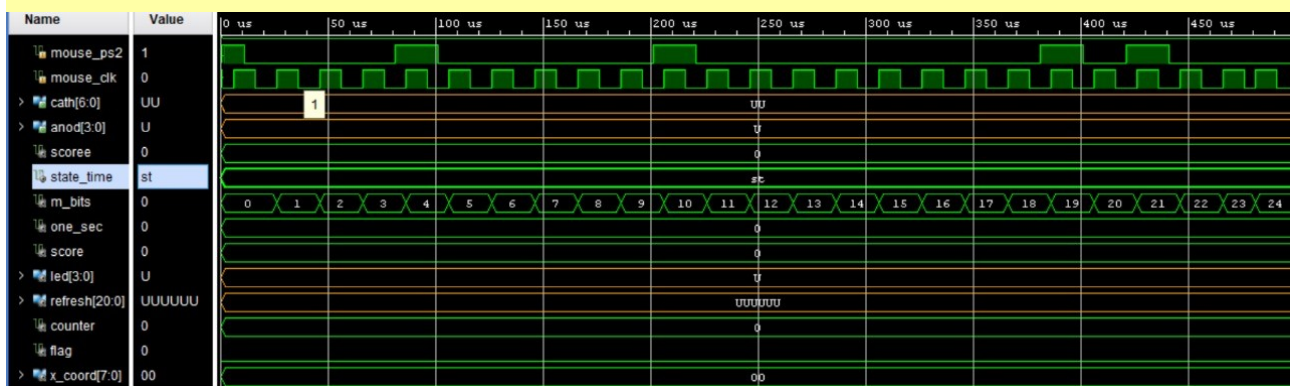 Name Value 0 us 50 us 100 us 150 us 200 us 250 us 300 us 350 us 400 us 450 us
mouse_ps2 1
mouse_clk 0
> cath[6:0] UU 1 UU
> anod[3:0] U U
scoree 0 0
state_time st st
m_bits 0 0 1 2 3 4 5 6 7 8 9 10 11 12 13 14 15 16 17 18 19 20 21 22 23 24
one_sec 0 0
score 0 0
> led[3:0] U U
> refresh[20:0] UUUUUU UUUUUU
counter 0 0
flag 0
> x_coord[7:0] 00 00